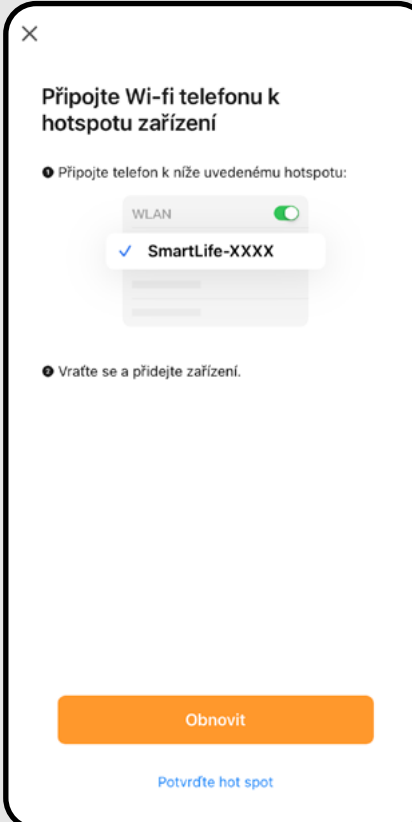 Připojte Wi-fi telefonu k
hotspotu zařízení
❶ Připojte telefon k níže uvedenému hotspotu:
WLAN
✓ SmartLife-XXXX
❷ Vraťte se a přidejte zařízení.
Obnovit
Potvrďte hot spot